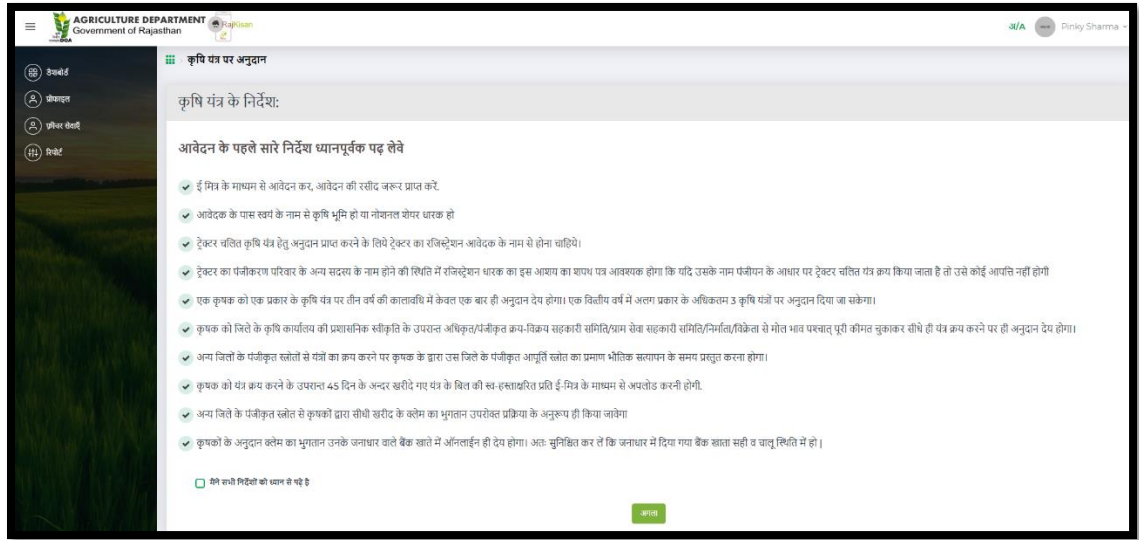 AGRICULTURE DEPARTMENT
Government of Rajasthan
RajKisan
अ/A
Pinky Sharma
डैशबोर्ड
प्रोफाइल
रिपोर्ट
कृषि यंत्र पर अनुदान
कृषि यंत्र के निर्देश:
आवेदन के पहले सारे निर्देश ध्यानपूर्वक पढ़ लेवे
ई मित्र के माध्यम से आवेदन कर, आवेदन की रसीद जरूर प्राप्त करें.
आवेदक के पास स्वयं के नाम से कृषि भूमि हो या नोशनल शेयर धारक हो
ट्रेक्टर चलित कृषि यंत्र हेतु अनुदान प्राप्त करने के लिये ट्रेक्टर का रजिस्ट्रेशन आवेदक के नाम से होना चाहिये।
ट्रेक्टर का पंजीकरण परिवार के अन्य सदस्य के नाम होने की स्थिति में रजिस्ट्रेशन धारक का इस आशय का शपथ पत्र आवश्यक होगा कि यदि उसके नाम पंजीयन के आधार पर ट्रेक्टर चलित यंत्र क्रय किया जाता है तो उसे कोई आपत्ति नहीं होगी
एक कृषक को एक प्रकार के कृषि यंत्र पर तीन वर्ष की कालावधि में केवल एक बार ही अनुदान देय होगा। एक वित्तीय वर्ष में अलग प्रकार के अधिकतम 3 कृषि यंत्रों पर अनुदान दिया जा सकेगा।
कृषक को जिले के कृषि कार्यालय की प्रशासनिक स्वीकृति के उपरान्त अधिकृत/पंजीकृत क्रय-विक्रय सहकारी समिति/ग्राम सेवा सहकारी समिति/निर्माता/विक्रेता से मोल भाव पश्चात् पूरी कीमत चुकाकर सीधे ही यंत्र क्रय करने पर ही अनुदान देय होगा।
अन्य जिलों के पंजीकृत स्त्रोतों से यंत्रों का क्रय करने पर कृषक के द्वारा उस जिले के पंजीकृत आपूर्ति स्त्रोत का प्रमाण भौतिक सत्यापन के समय प्रस्तुत करना होगा।
कृषक को यंत्र क्रय करने के उपरान्त 45 दिन के अन्दर खरीदे गए यंत्र के बिल की स्व-हस्ताक्षरित प्रति ई-मित्र के माध्यम से अपलोड करनी होगी.
अन्य जिले के पंजीकृत स्त्रोत से कृषकों द्वारा सीधी खरीद के क्लेम का भुगतान उपरोक्त प्रक्रिया के अनुरूप ही किया जावेगा
कृषकों के अनुदान क्लेम का भुगतान उनके जनाधार वाले बैंक खाते में ऑनलाईन ही देय होगा। अतः सुनिश्चित कर लें कि जनाधार में दिया गया बैंक खाता सही व चालू स्थिति में हो |
मैंने सभी निर्देशों को ध्यान से पढ़े है
अगला